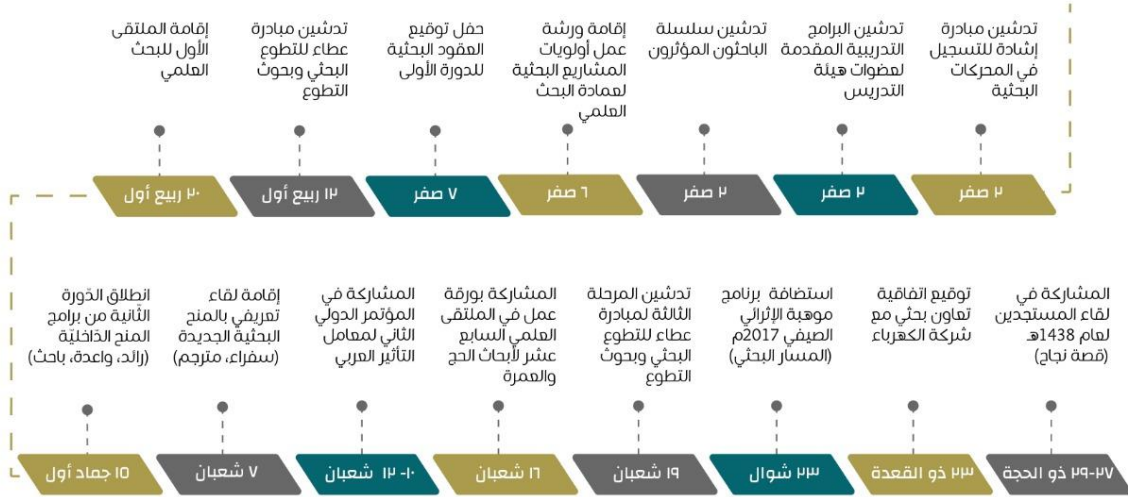 تدشين مبادرة
إشادة للتسجيل
في المحركات
البحثية
٢ صفر
تدشين البرامج
التدريبية المقدمة
لعضوات هيئة
التدريس
٢ صفر
تدشين سلسلة
الباحثون المؤثرون
٢ صفر
إقامة ورشة
عمل أولويات
المشاريع البحثية
لعمادة البحث
العلمي
٦ صفر
حفل توقيع
العقود البحثية
للدورة الأولى
٧ صفر
تدشين مبادرة
عطاء للتطوع
البحثي وبحوث
التطوع
١٢ ربيع أول
إقامة الملتقى
الأول للبحث
العلمي
٢٠ ربيع أول
انطلاق الدّورة
الثّانية من برامج
المنح الدّاخليّة
(رائد، واعدة، باحث)
١٥ جماد أول
إقامة لقاء
تعريفي بالمنح
البحثية الجديدة
(سفراء، مترجم)
٧ شعبان
المشاركة في
المؤتمر الدولي
الثاني لمعامل
التأثير العربي
١٠- ١٢ شعبان
المشاركة بورقة
عمل في الملتقى
العلمي السابع
عشر لأبحاث الحج
والعمرة
١٦ شعبان
تدشين المرحلة
الثالثة لمبادرة
عطاء للتطوع
البحثي وبحوث
التطوع
١٩ شعبان
استضافة برنامج
موهبة الإثرائي
الصيفي 2017م
(المسار البحثي)
٢٣ شوال
توقيع اتفاقية
تعاون بحثي مع
شركة الكهرباء
٢٣ ذو القعدة
المشاركة في
لقاء المستجدين
لعام 1438هـ
(قصة نجاح)
٢٧-٢٩ ذو الحجة